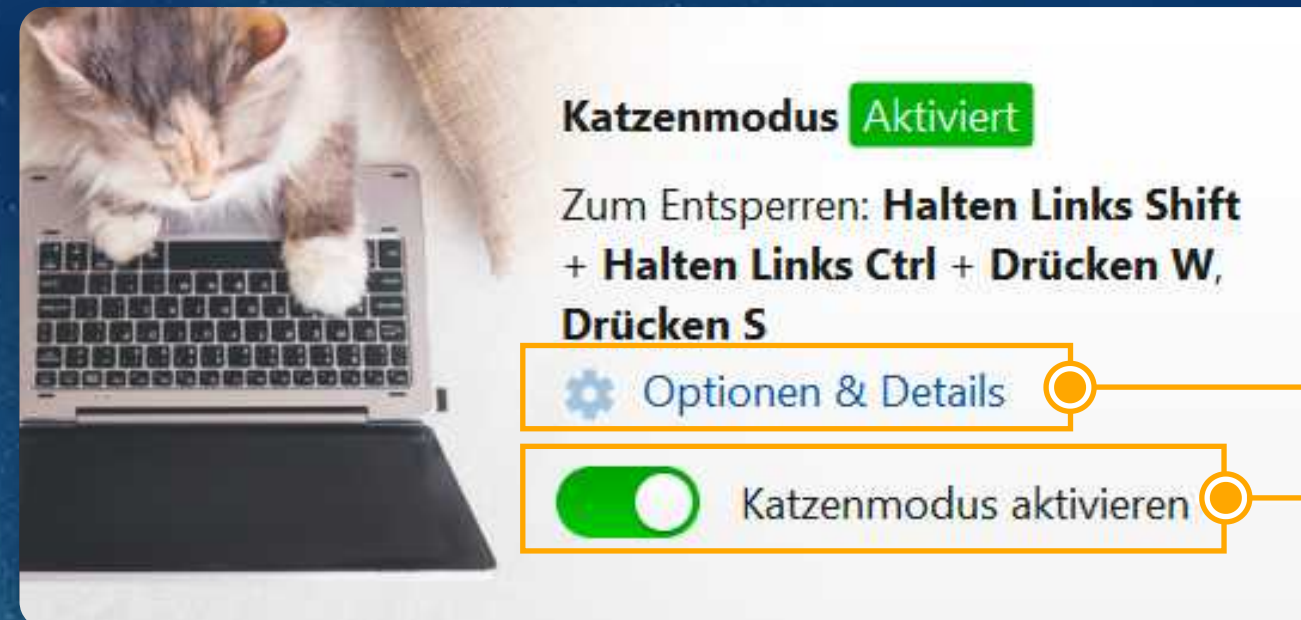 Katzenmodus Aktiviert
Zum Entsperren: Halten Links Shift
+ Halten Links Ctrl + Drücken W,
Drücken S
Optionen & Details
Katzenmodus aktivieren